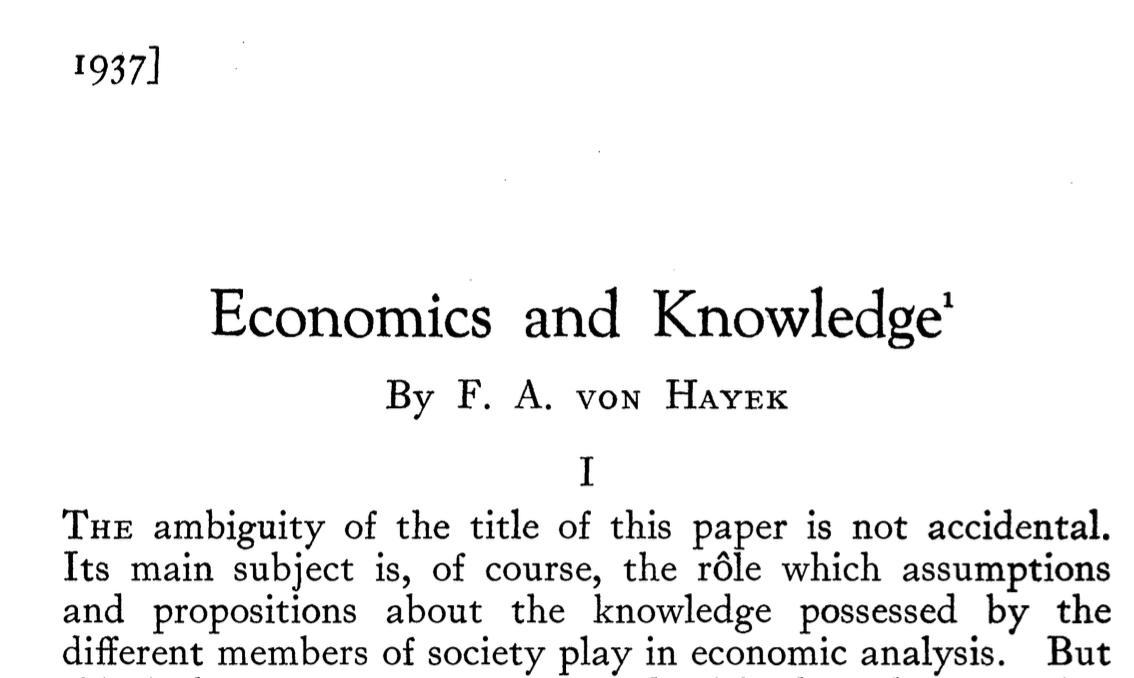 1937]
Economics and Knowledge¹
By F. A. VON HAYEK
I
THE ambiguity of the title of this paper is not accidental.
Its main subject is, of course, the rôle which assumptions
and propositions about the knowledge possessed by the
different members of society play in economic analysis. But